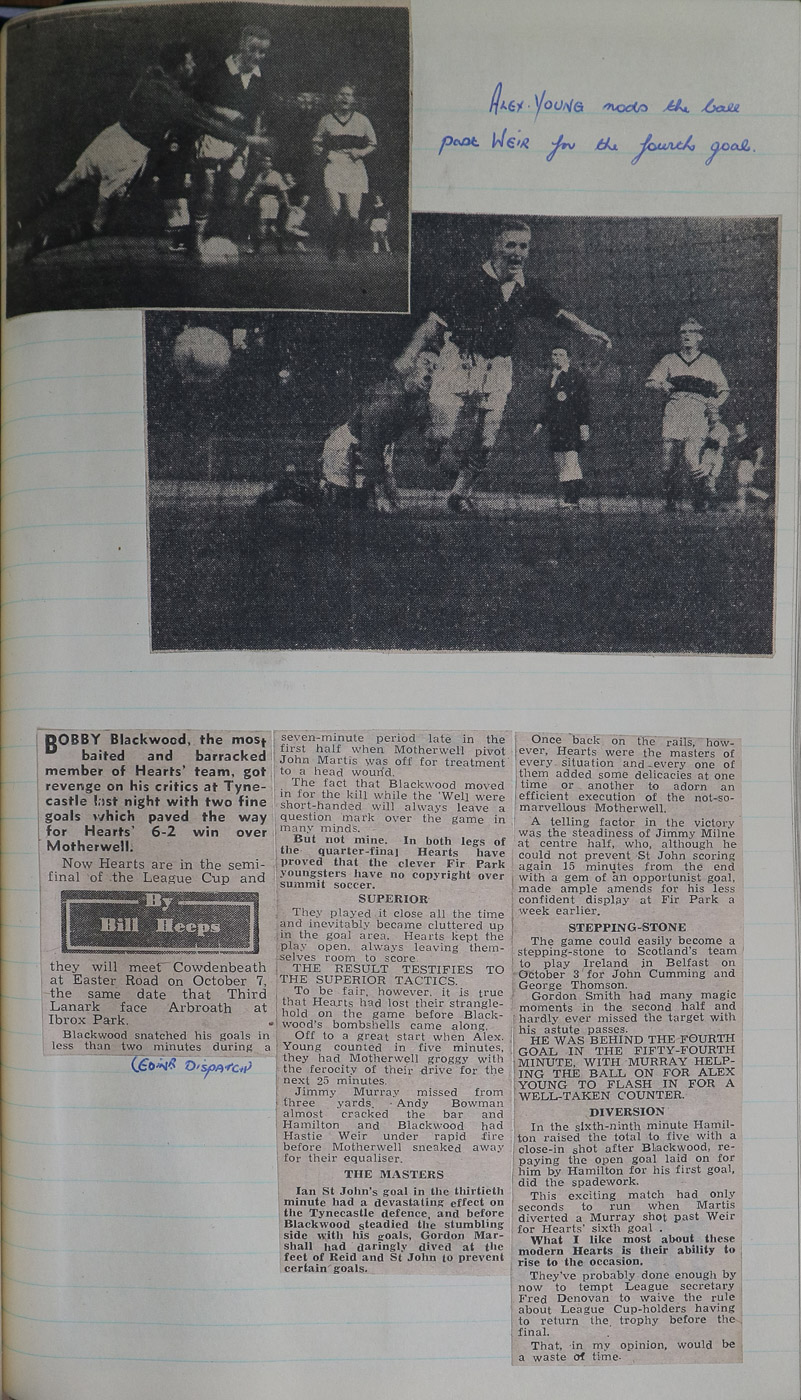 ALEX. YOUNG nods the ball
past WEIR for the fourth goal.
BOBBY Blackwood, the most
baited and barracked
member of Hearts' team, got
revenge on his critics at Tyne-
castle last night with two fine
goals which paved the way
for Hearts' 6-2 win over
Motherwell.
Now Hearts are in the semi-
final of the League Cup and
By
Bill Heeps
they will meet Cowdenbeath
at Easter Road on October 7,
the same date that Third
Lanark face Arbroath at
Ibrox Park.
Blackwood snatched his goals in
less than two minutes during a
(EDINR DISPATCH)
seven-minute period late in the
first half when Motherwell pivot
John Martis was off for treatment
to a head wound.
The fact that Blackwood moved
in for the kill while the 'Well were
short-handed will always leave a
question mark over the game in
many minds.
But not mine. In both legs of
the quarter-final Hearts have
proved that the clever Fir Park
youngsters have no copyright over
summit soccer.
SUPERIOR
They played it close all the time
and inevitably became cluttered up
in the goal area. Hearts kept the
play open, always leaving them-
selves room to score.
THE RESULT TESTIFIES TO
THE SUPERIOR TACTICS.
To be fair, however, it is true
that Hearts had lost their strangle-
hold on the game before Black-
wood's bombshells came along.
Off to a great start when Alex.
Young counted in five minutes,
they had Motherwell groggy with
the ferocity of their drive for the
next 25 minutes.
Jimmy Murray missed from
three yards, Andy Bowman
almost cracked the bar and
Hamilton and Blackwood had
Hastie Weir under rapid fire
before Motherwell sneaked away
for their equaliser.
THE MASTERS
Ian St John's goal in the thirtieth
minute had a devastating effect on
the Tynecastle defence, and before
Blackwood steadied the stumbling
side with his goals, Gordon Mar-
shall had daringly dived at the
feet of Reid and St John to prevent
certain goals.
Once back on the rails, how-
ever, Hearts were the masters of
every situation and every one of
them added some delicacies at one
time or another to adorn an
efficient execution of the not-so-
marvellous Motherwell.
A telling factor in the victory
was the steadiness of Jimmy Milne
at centre half, who, although he
could not prevent St John scoring
again 15 minutes from the end
with a gem of an opportunist goal,
made ample amends for his less
confident display at Fir Park a
week earlier.
STEPPING-STONE
The game could easily become a
stepping-stone to Scotland's team
to play Ireland in Belfast on
October 3 for John Cumming and
George Thomson.
Gordon Smith had many magic
moments in the second half and
hardly ever missed the target with
his astute passes.
HE WAS BEHIND THE FOURTH
GOAL IN THE FIFTY-FOURTH
MINUTE, WITH MURRAY HELP-
ING THE BALL ON FOR ALEX
YOUNG TO FLASH IN FOR A
WELL-TAKEN COUNTER.
DIVERSION
In the sixth-ninth minute Hamil-
ton raised the total to five with a
close-in shot after Blackwood, re-
paying the open goal laid on for
him by Hamilton for his first goal,
did the spadework.
This exciting match had only
seconds to run when Martis
diverted a Murray shot past Weir
for Hearts' sixth goal .
What I like most about these
modern Hearts is their ability to
rise to the occasion.
They've probably done enough by
now to tempt League secretary
Fred Denovan to waive the rule
about League Cup-holders having
to return the trophy before the
final.
That, in my opinion, would be
a waste of time.